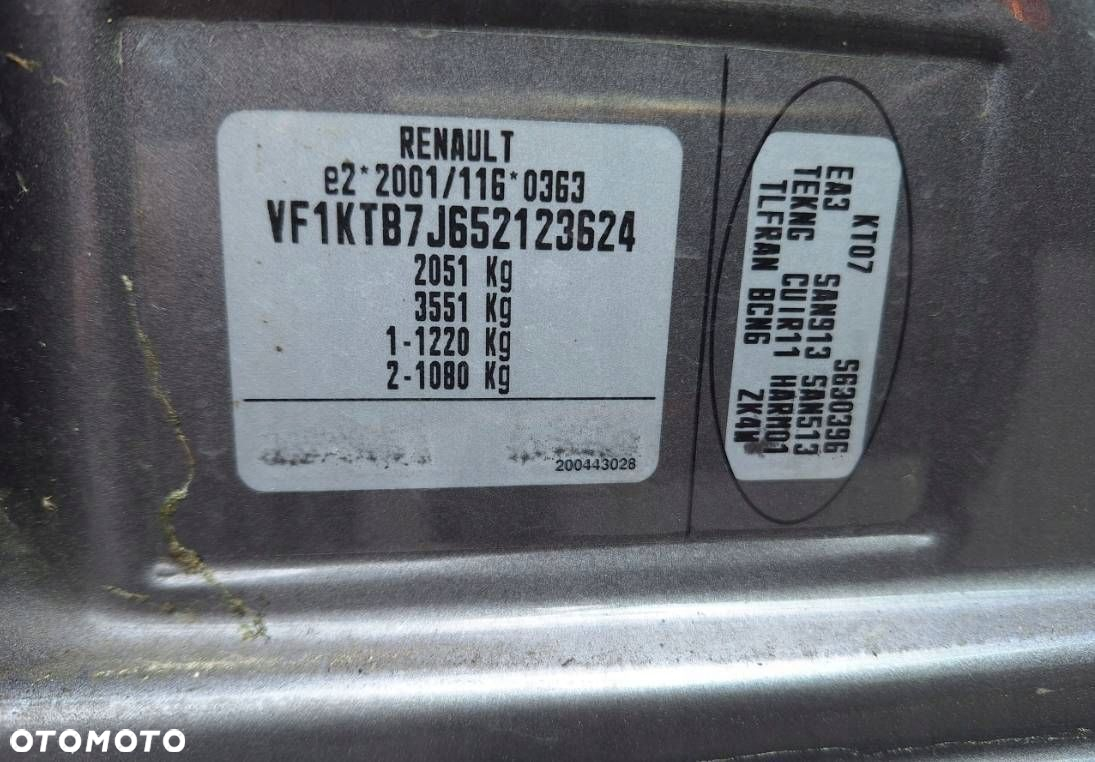 RENAULT
e2*2001/116*0363
VF1KTB7J652123624
2051 Kg
3551 Kg
1-1220 Kg
2-1080 Kg
200443028
KT07 S630396
EA3 SAN913 SAN513
TEKNG CUIR11 HARM01
TLFRAN BCN6 ZK4W
OTOMOTO